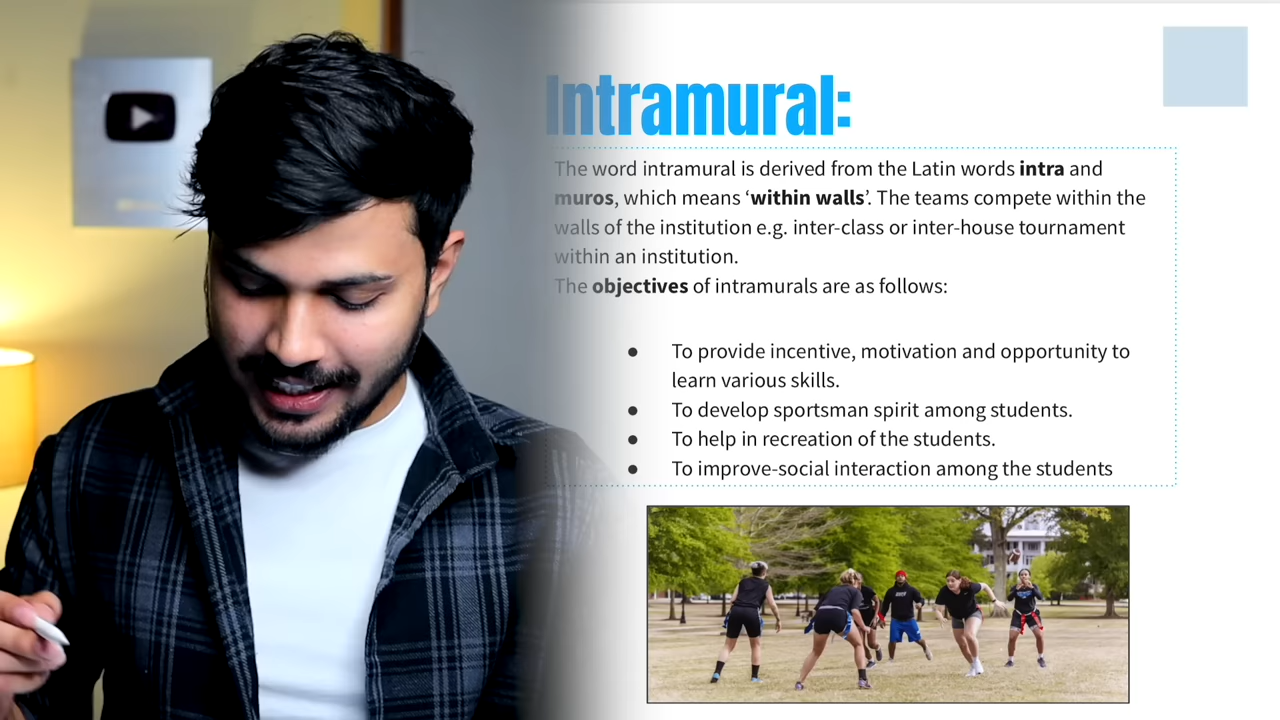 Intramural:
The word intramural is derived from the Latin words intra and
muros, which means ‘within walls’. The teams compete within the
walls of the institution e.g. inter-class or inter-house tournament
within an institution.
The objectives of intramurals are as follows:
● To provide incentive, motivation and opportunity to
learn various skills.
● To develop sportsman spirit among students.
● To help in recreation of the students.
● To improve-social interaction among the students